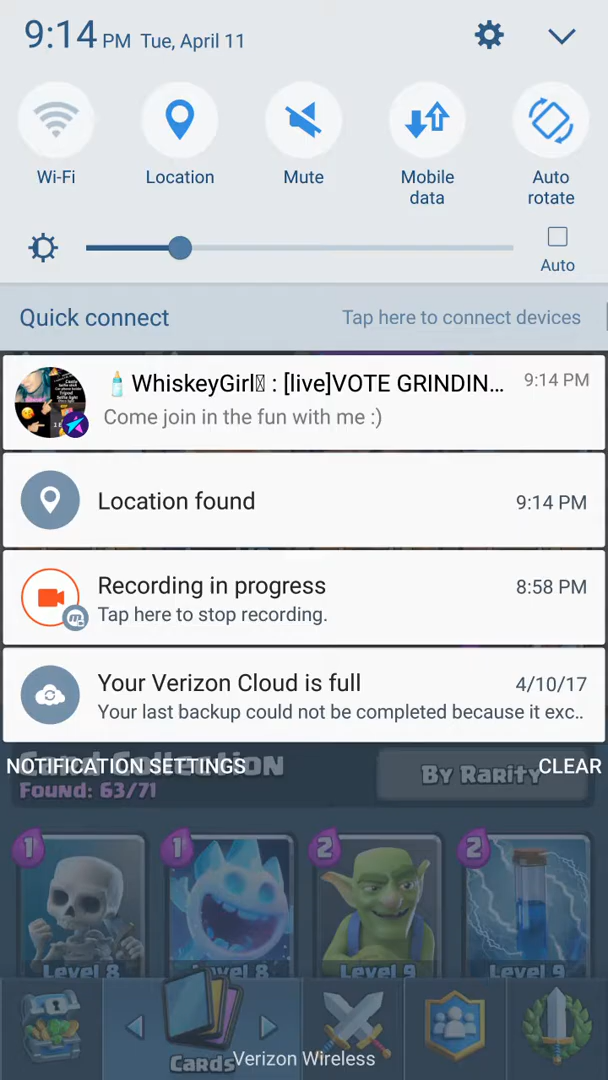 9:14 PM Tue, April 11
Wi-Fi
Location
Mute
Mobile
data
Auto
rotate
Auto
Quick connect Tap here to connect devices
🍼 WhiskeyGirl : [live]VOTE GRINDIN... 9:14 PM
Come join in the fun with me :)
Location found 9:14 PM
Recording in progress 8:58 PM
Tap here to stop recording.
Your Verizon Cloud is full 4/10/17
Your last backup could not be completed because it exc..
Card Collection
NOTIFICATION SETTINGS CLEAR
By Rarity
Found: 63/71
1 1 2 2
Level 8 Level 8 Level 9 Level 9
Cards
Verizon Wireless